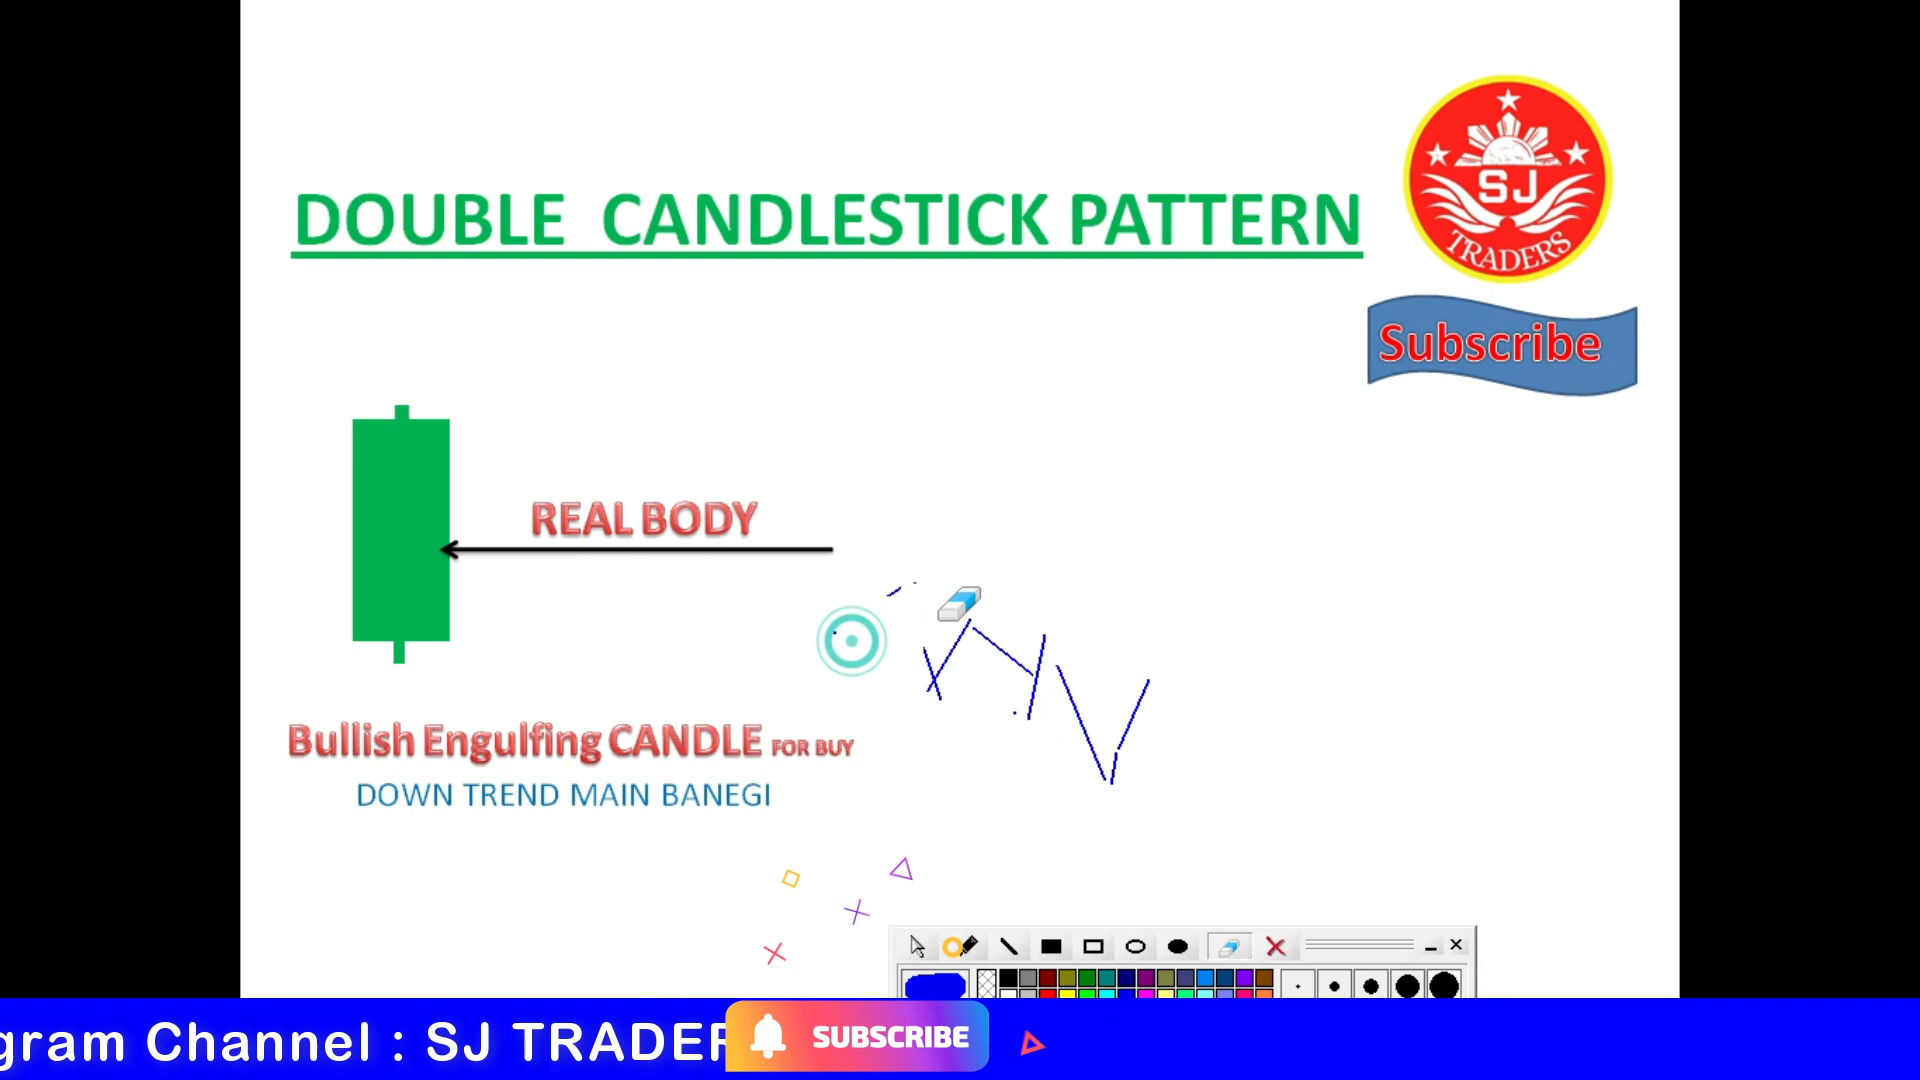 DOUBLE CANDLESTICK PATTERN
SJ
TRADERS
Subscribe
REAL BODY
Bullish Engulfing CANDLE FOR BUY
DOWN TREND MAIN BANEGI
gram Channel : SJ TRADER
SUBSCRIBE